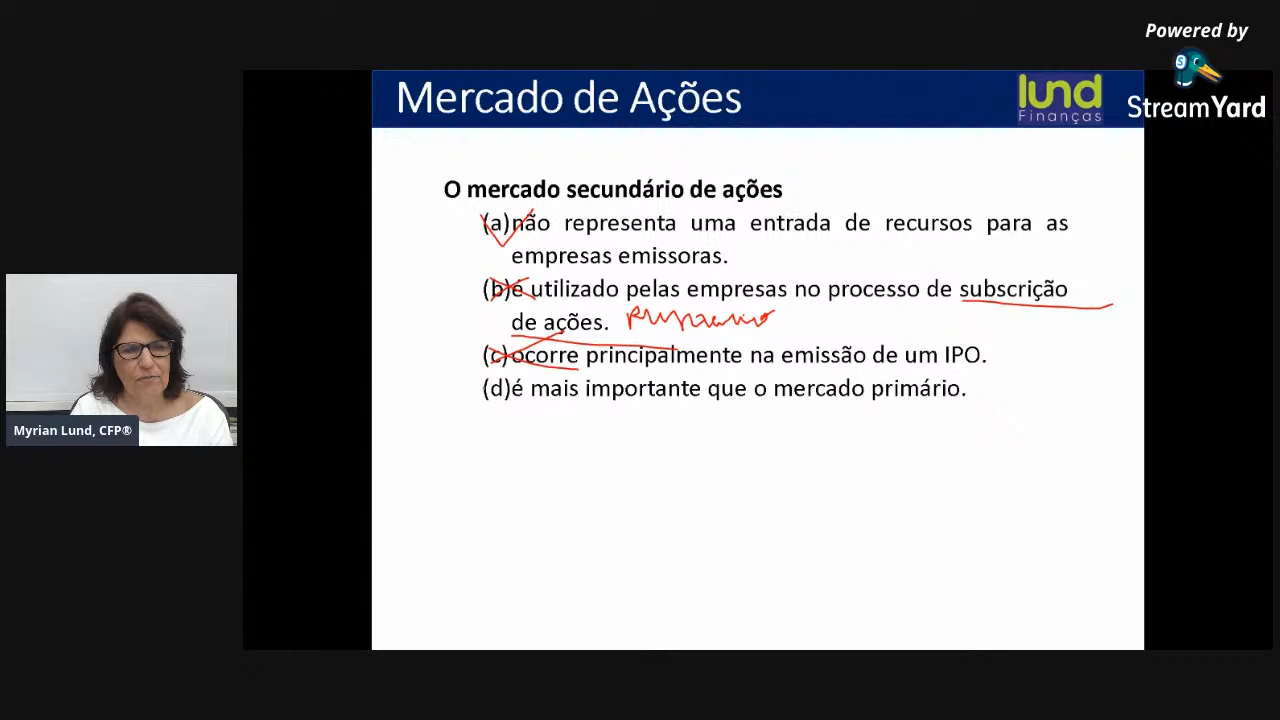 Powered by
StreamYard
Mercado de Ações
lund
Finanças
O mercado secundário de ações
(a)não representa uma entrada de recursos para as
empresas emissoras.
(b)é utilizado pelas empresas no processo de subscrição
de ações.
(c)ocorre principalmente na emissão de um IPO.
(d)é mais importante que o mercado primário.
Myrian Lund, CFP®